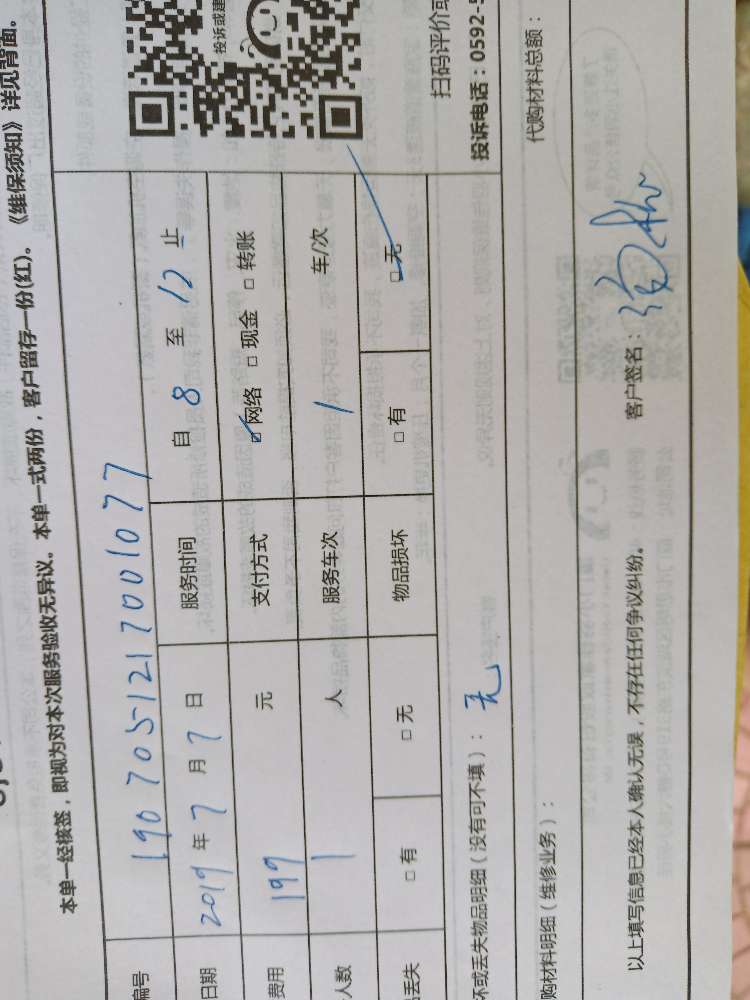 本单一经核签，即视为对本次服务验收无异议。本单一式两份，客户留存一份(红)。《维保须知》详见背面。
投诉或建
编号 1907051217001077
日期 2019 年 7 月 7 日 服务时间 自 8 至 12 止
费用 199 元 支付方式 ☑网络 □现金 □转账
人数 1 人 服务车次 1 车/次
丢失 □有 □无 物品损坏 □有 ☑无
扫码评价或
投诉电话：0592-5
坏或丢失物品明细（没有可不填）：无
购材料明细（维修业务）： 代购材料总额：
以上填写信息已经本人确认无误，不存在任何争议纠纷。 客户签名：